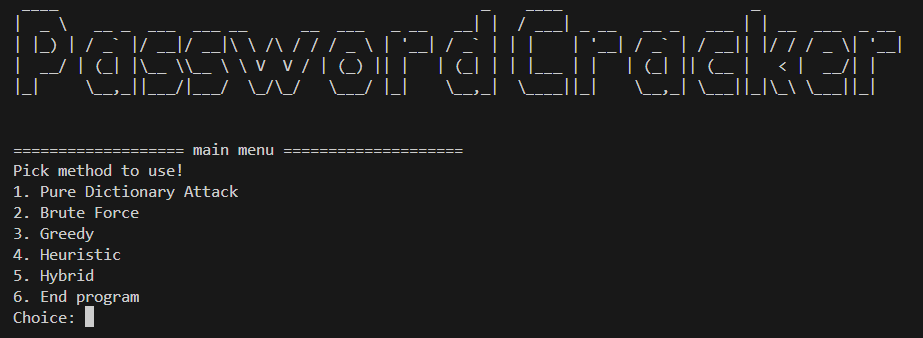 PasswordCracker
=================== main menu ====================
Pick method to use!
1. Pure Dictionary Attack
2. Brute Force
3. Greedy
4. Heuristic
5. Hybrid
6. End program
Choice: